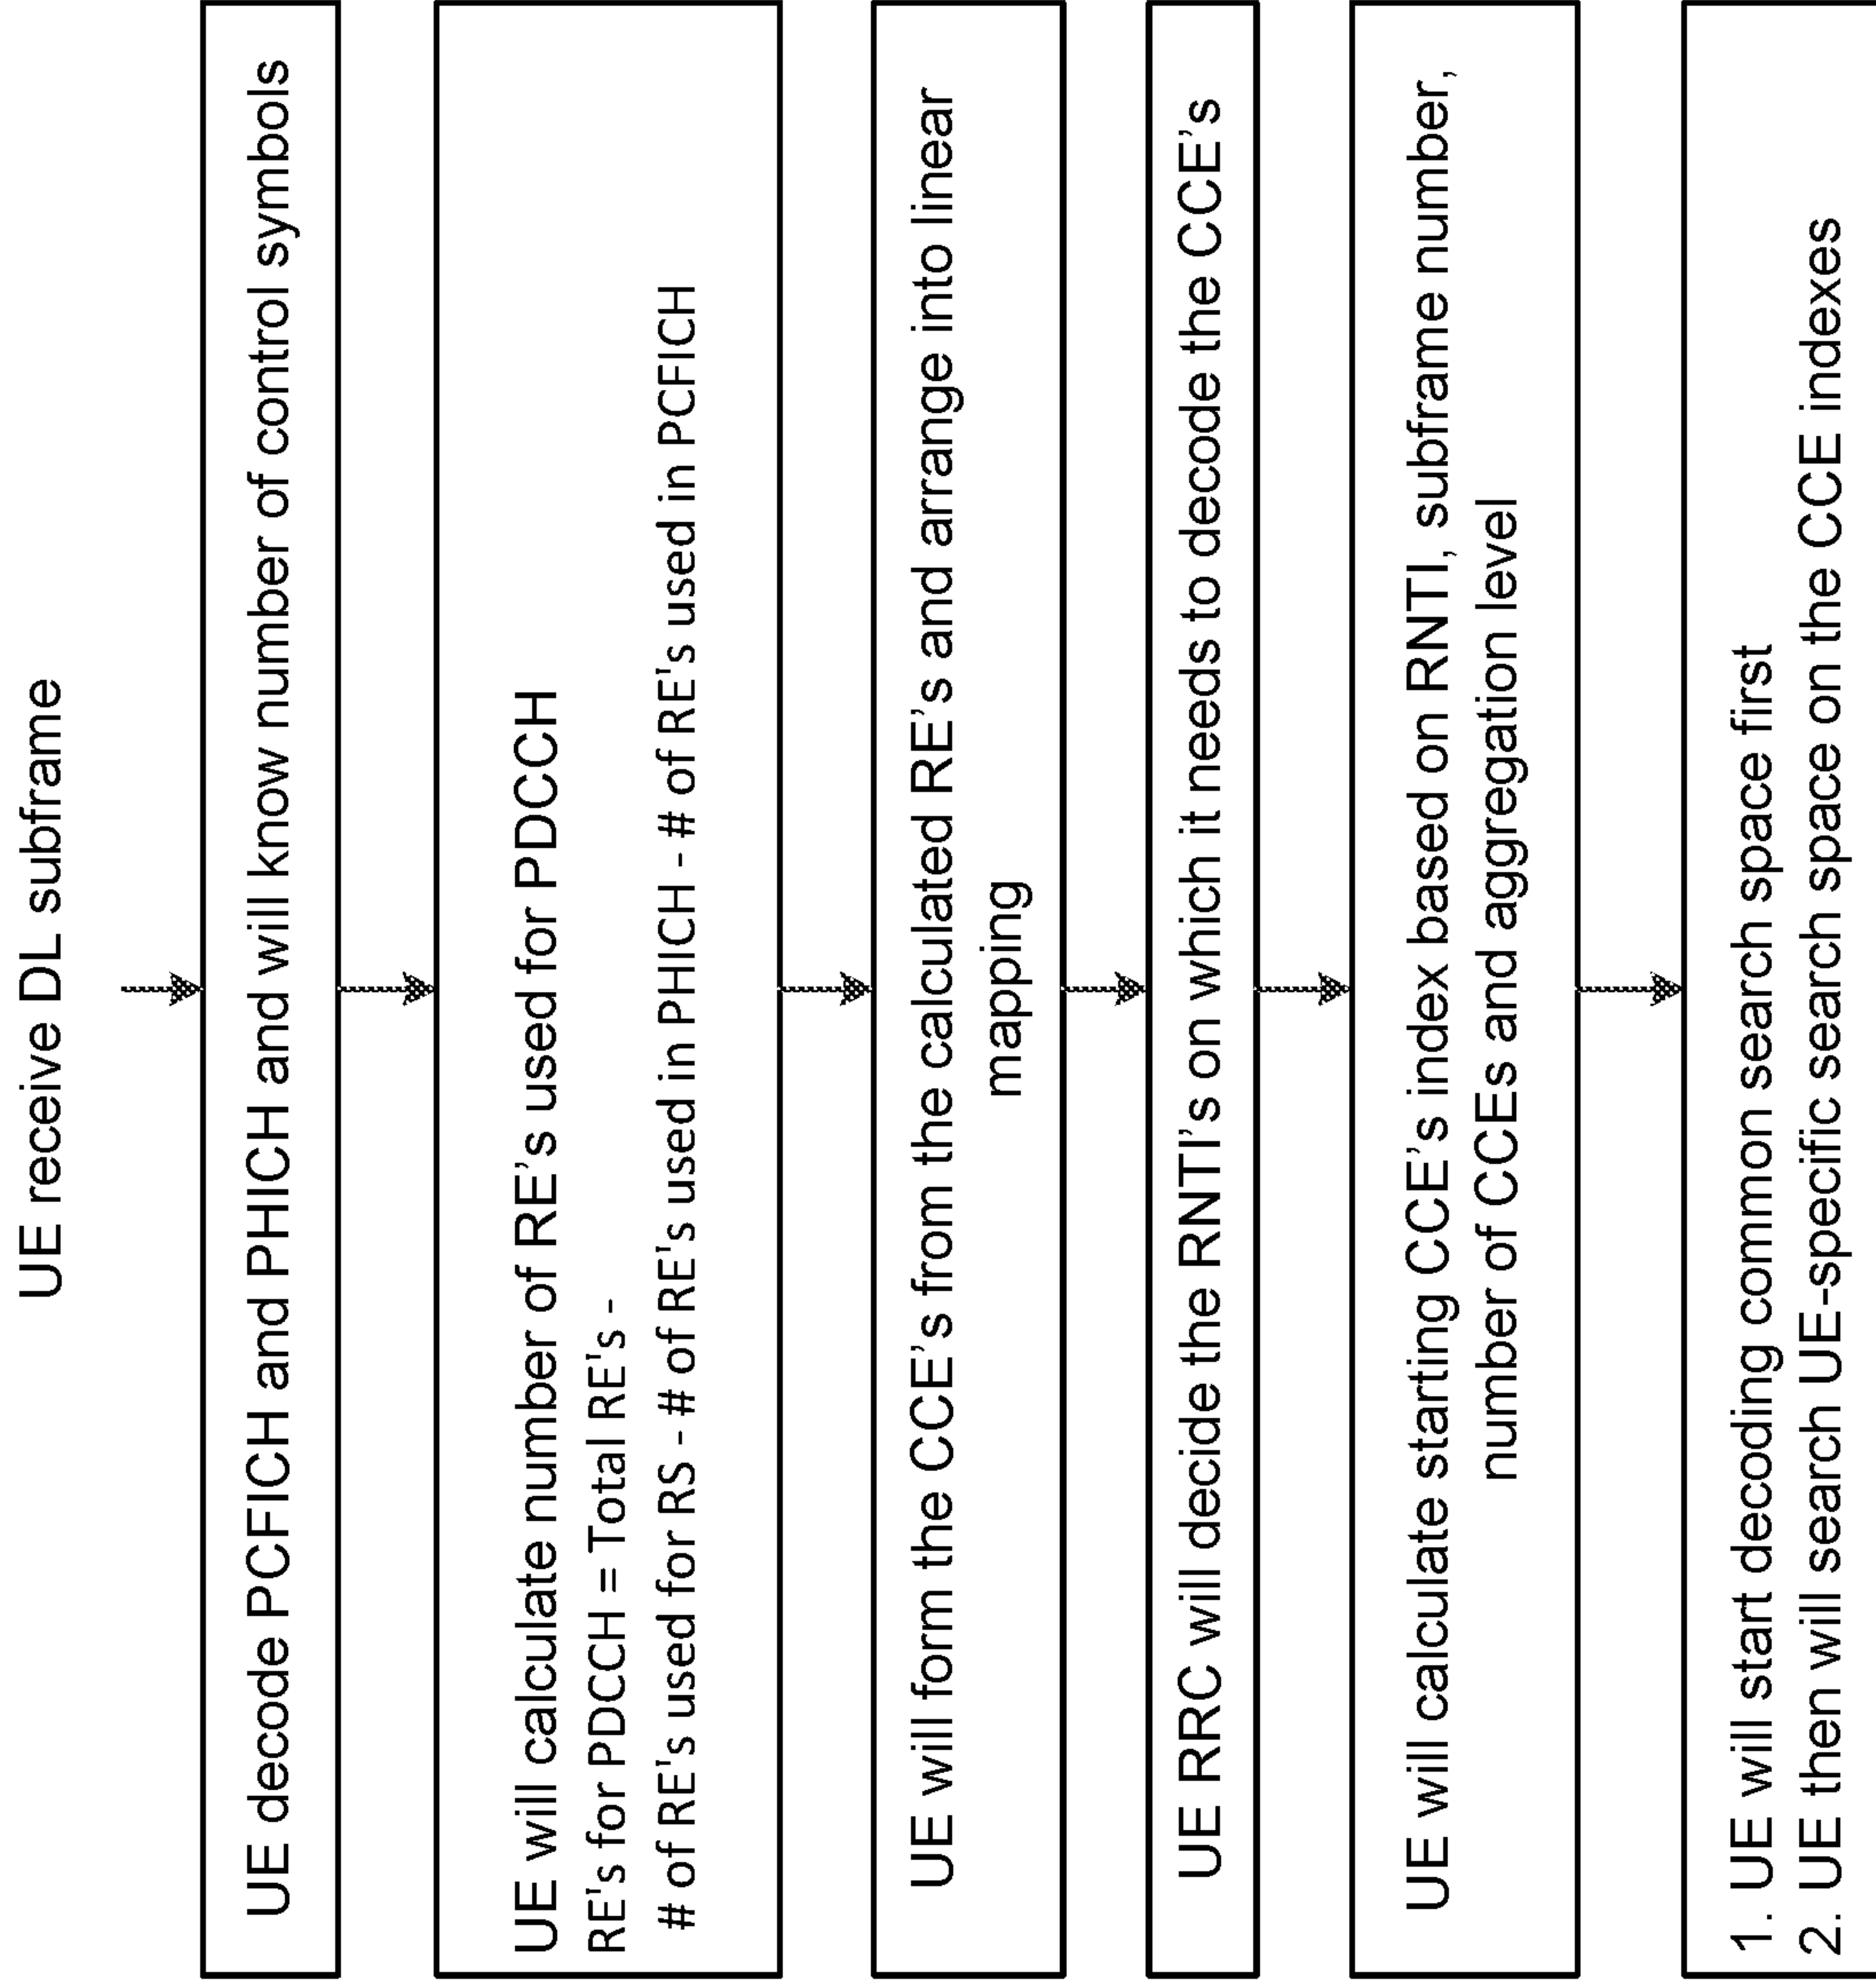 UE receive DL subframe
UE decode PCFICH and PHICH and will know number of control symbols
UE will calculate number of RE's used for PDCCH
RE's for PDCCH = Total RE's -
# of RE's used for RS - # of RE's used in PHICH - # of RE's used in PCFICH
UE will form the CCE's from the calculated RE's and arrange into linear
mapping
UE RRC will decide the RNTI's on which it needs to decode the CCE's
UE will calculate starting CCE's index based on RNTI, subframe number,
number of CCEs and aggregation level
1. UE will start decoding common search space first
2. UE then will search UE-specific search space on the CCE indexes